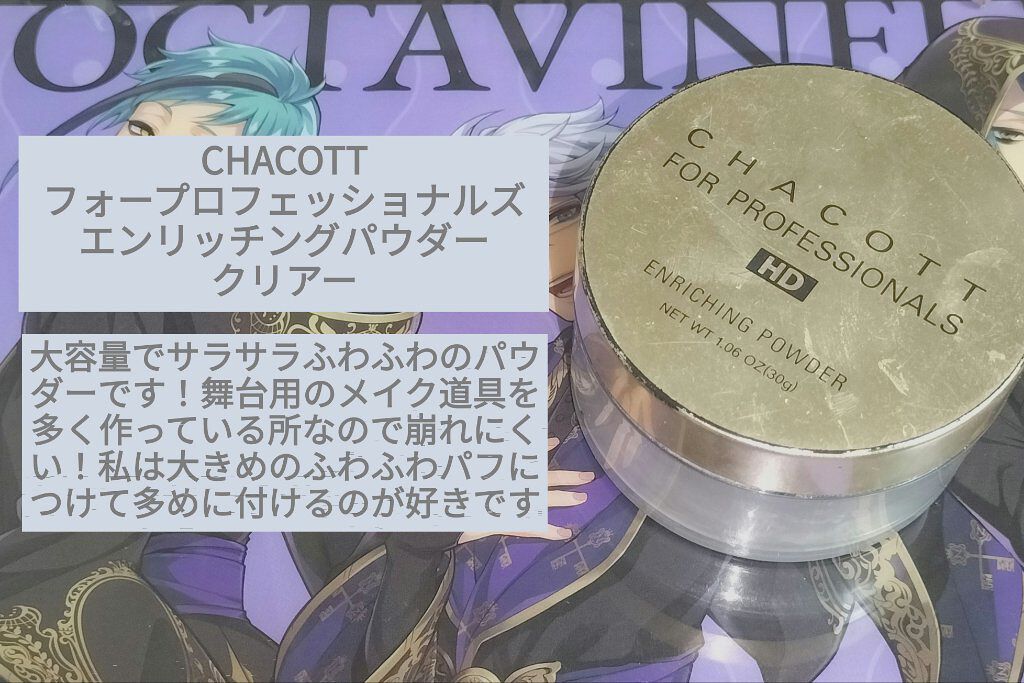 OCTAVINE
CHACOTT
フォープロフェッショナルズ
エンリッチングパウダー
クリアー
大容量でサラサラふわふわのパウ
ダーです！舞台用のメイク道具を
多く作っている所なので崩れにく
い！私は大きめのふわふわパフに
つけて多めに付けるのが好きです
CHACOTT
FOR PROFESSIONALS
HD
ENRICHING POWDER
NET WT 1.06 OZ(30g)